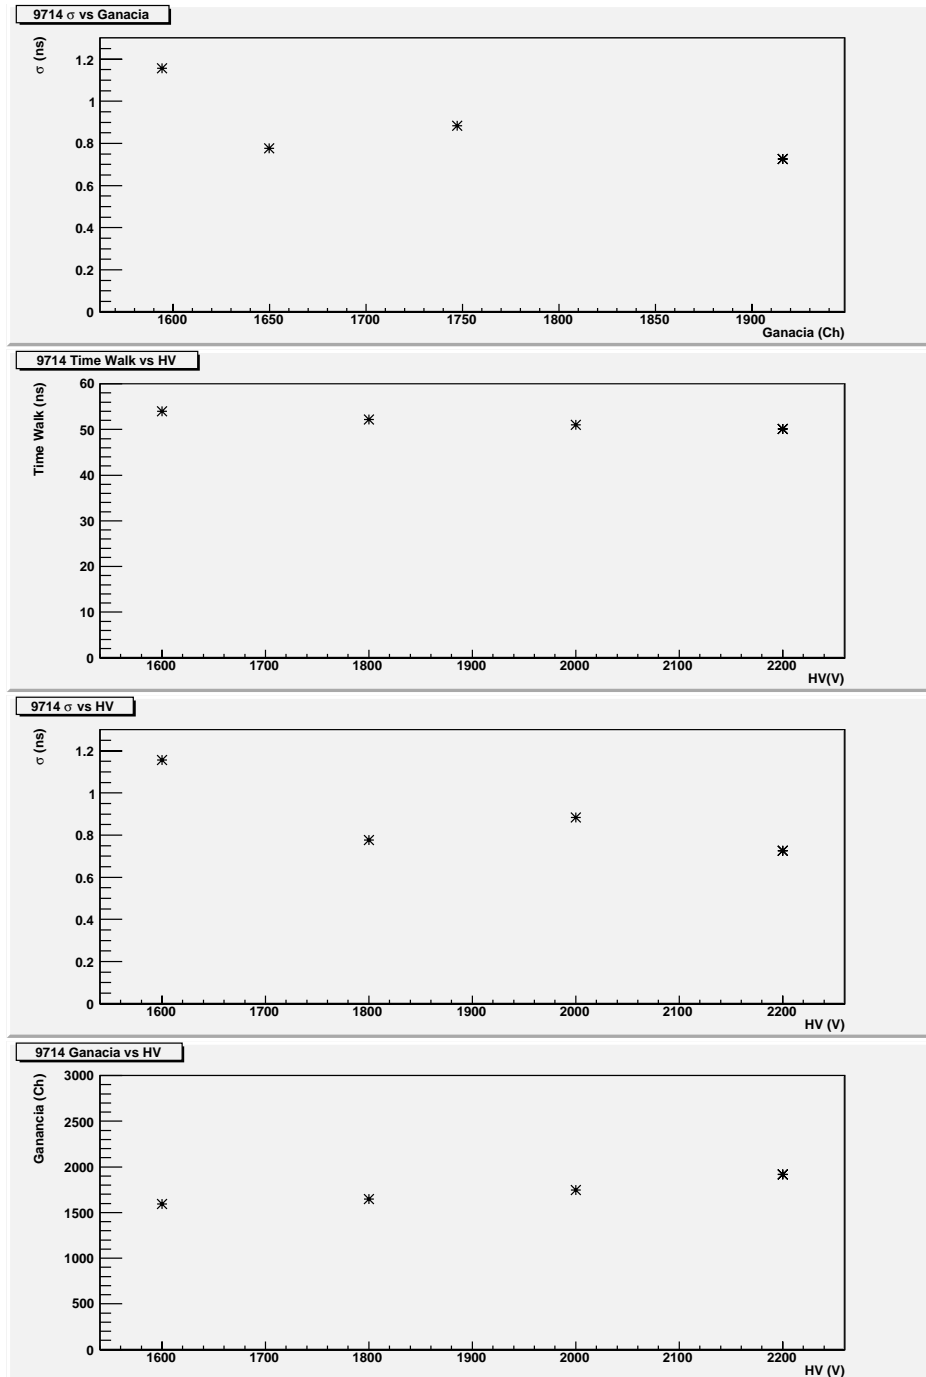 9714 σ vs Ganacia
σ (ns)
1.2
1
0.8
0.6
0.4
0.2
0
1600 1650 1700 1750 1800 1850 1900
Ganacia (Ch)
9714 Time Walk vs HV
Time Walk (ns)
60
50
40
30
20
10
0
1600 1700 1800 1900 2000 2100 2200
HV(V)
9714 σ vs HV
σ (ns)
1.2
1
0.8
0.6
0.4
0.2
0
1600 1700 1800 1900 2000 2100 2200
HV (V)
9714 Ganacia vs HV
Ganancia (Ch)
3000
2500
2000
1500
1000
500
0
1600 1700 1800 1900 2000 2100 2200
HV (V)